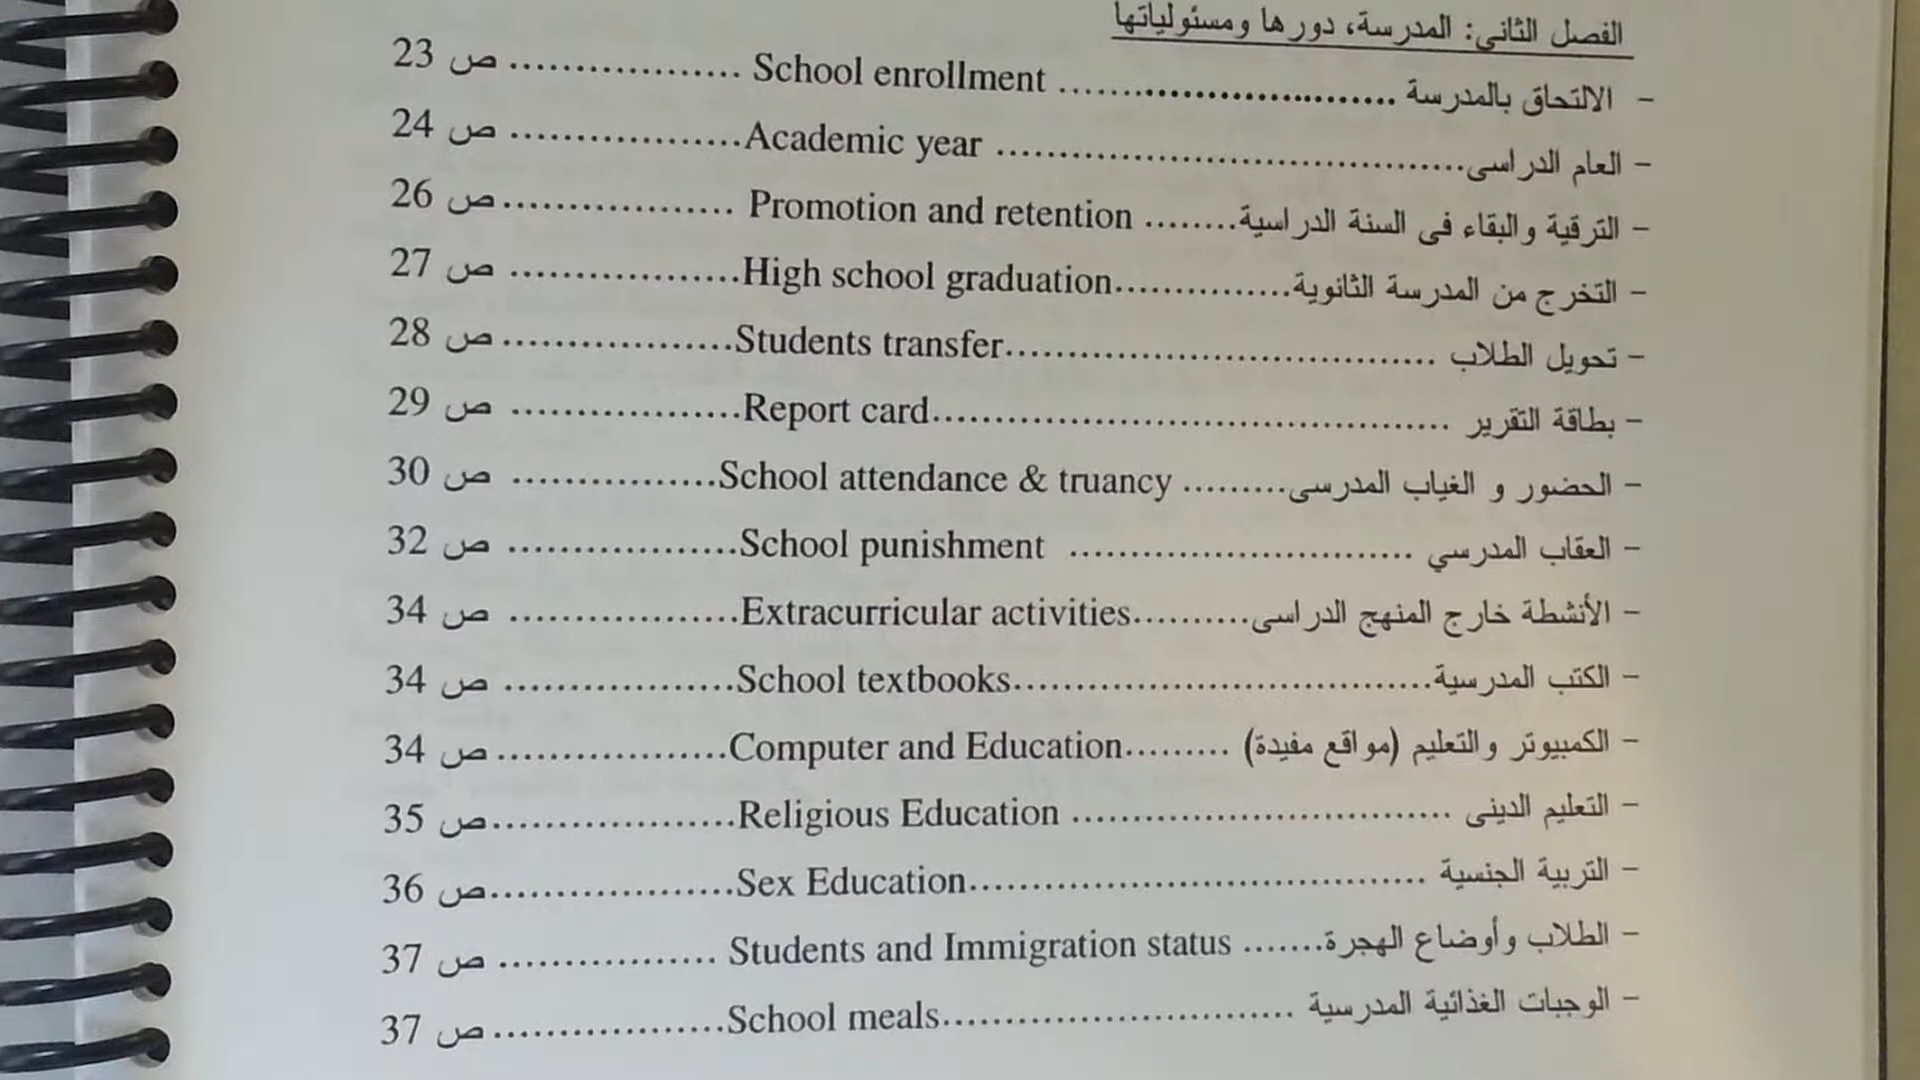 الفصل الثانى: المدرسة، دورها ومسئولياتها
- الالتحاق بالمدرسة .................................. School enrollment .................. ص 23
- العام الدراسى.......................................... Academic year.................. ص 24
- الترقية والبقاء فى السنة الدراسية........ Promotion and retention ..................ص 26
- التخرج من المدرسة الثانوية...............High school graduation.................. ص 27
- تحويل الطلاب ......................................Students transfer..................ص 28
- بطاقة التقرير ..........................................Report card.................. ص 29
- الحضور و الغياب المدرسى......... School attendance & truancy................ ص 30
- العقاب المدرسي ........................... School punishment.................. ص 32
- الأنشطة خارج المنهج الدراسى..........Extracurricular activities.................. ص 34
- الكتب المدرسية..................................School textbooks.................. ص 34
- الكمبيوتر والتعليم (مواقع مفيدة) .........Computer and Education..................ص 34
- التعليم الدينى .............................. Religious Education...................ص 35
- التربية الجنسية .....................................Sex Education...................ص 36
- الطلاب وأوضاع الهجرة....... Students and Immigration status ................. ص 37
- الوجبات الغذائية المدرسية ............................School meals..................ص 37